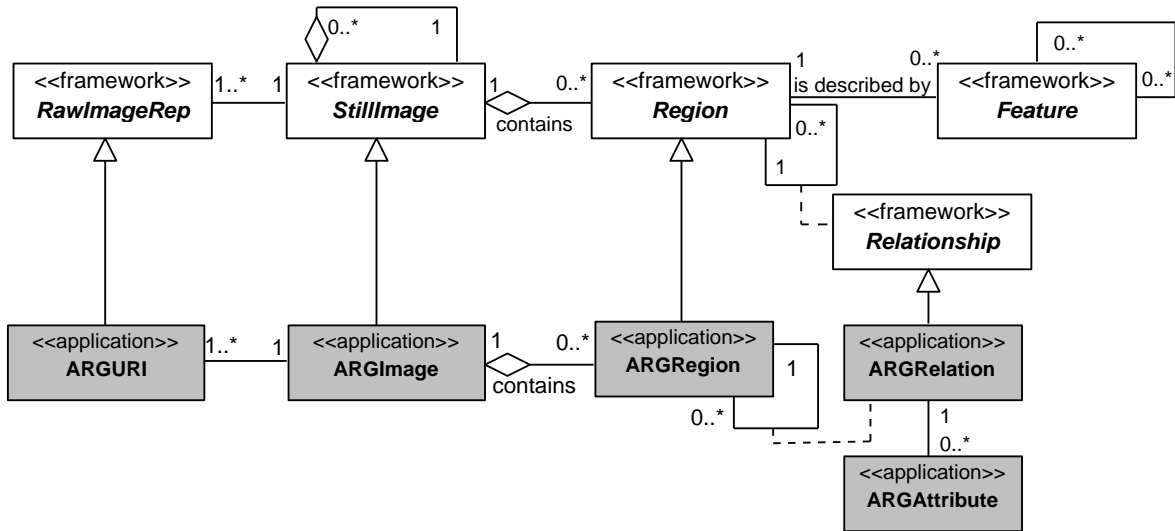 0..* 1
<<framework>>
RawImageRep
1..* 1
<<framework>>
StillImage
1 0..*
contains
<<framework>>
Region
1 0..*
is described by
<<framework>>
Feature
0..*
0..*
0..*
1
<<framework>>
Relationship
<<application>>
ARGURI
1..* 1
<<application>>
ARGImage
1 0..*
contains
<<application>>
ARGRegion
1
0..*
<<application>>
ARGRelation
1
0..*
<<application>>
ARGAttribute